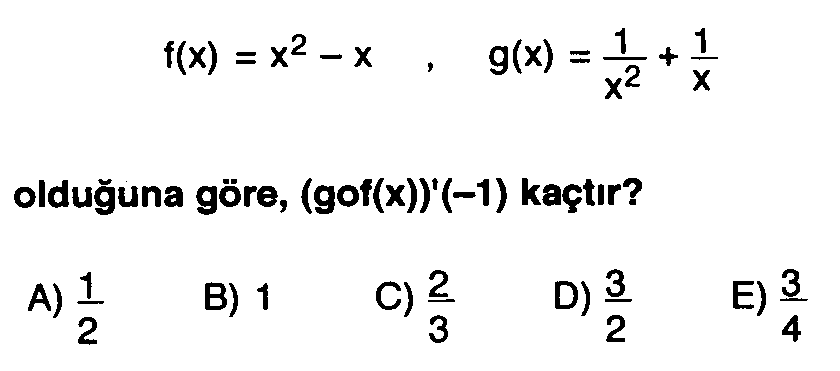 f(x) = x² – x , g(x) = 1/x² + 1/x
olduğuna göre, (gof(x))'(–1) kaçtır?
A) 1/2 B) 1 C) 2/3 D) 3/2 E) 3/4